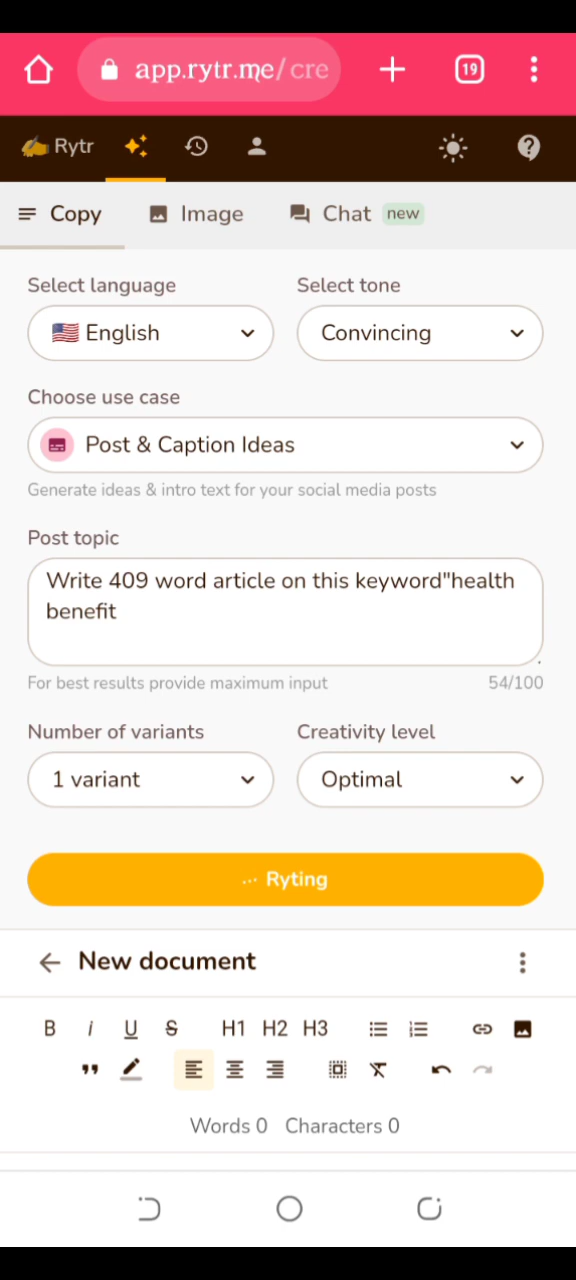 app.rytr.me/cre
19
Rytr
Copy
Image
Chat new
Select language
Select tone
English
Convincing
Choose use case
Post & Caption Ideas
Generate ideas & intro text for your social media posts
Post topic
Write 409 word article on this keyword"health
benefit
For best results provide maximum input
54/100
Number of variants
Creativity level
1 variant
Optimal
... Ryting
New document
B i U S H1 H2 H3
Words 0 Characters 0